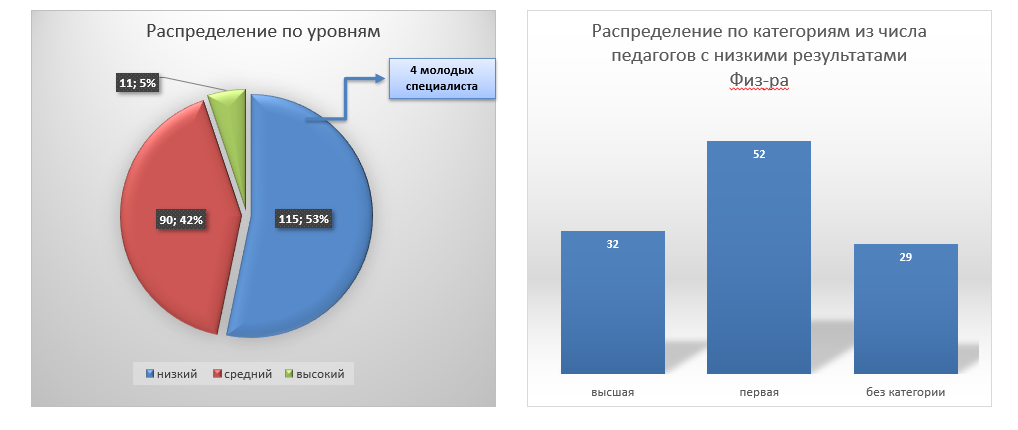 Распределение по уровням
4 молодых
специалиста
11; 5%
90; 42%
115; 53%
низкий
средний
высокий
Распределение по категориям из числа
педагогов с низкими результатами
Физ-ра
32
52
29
высшая
первая
без категории